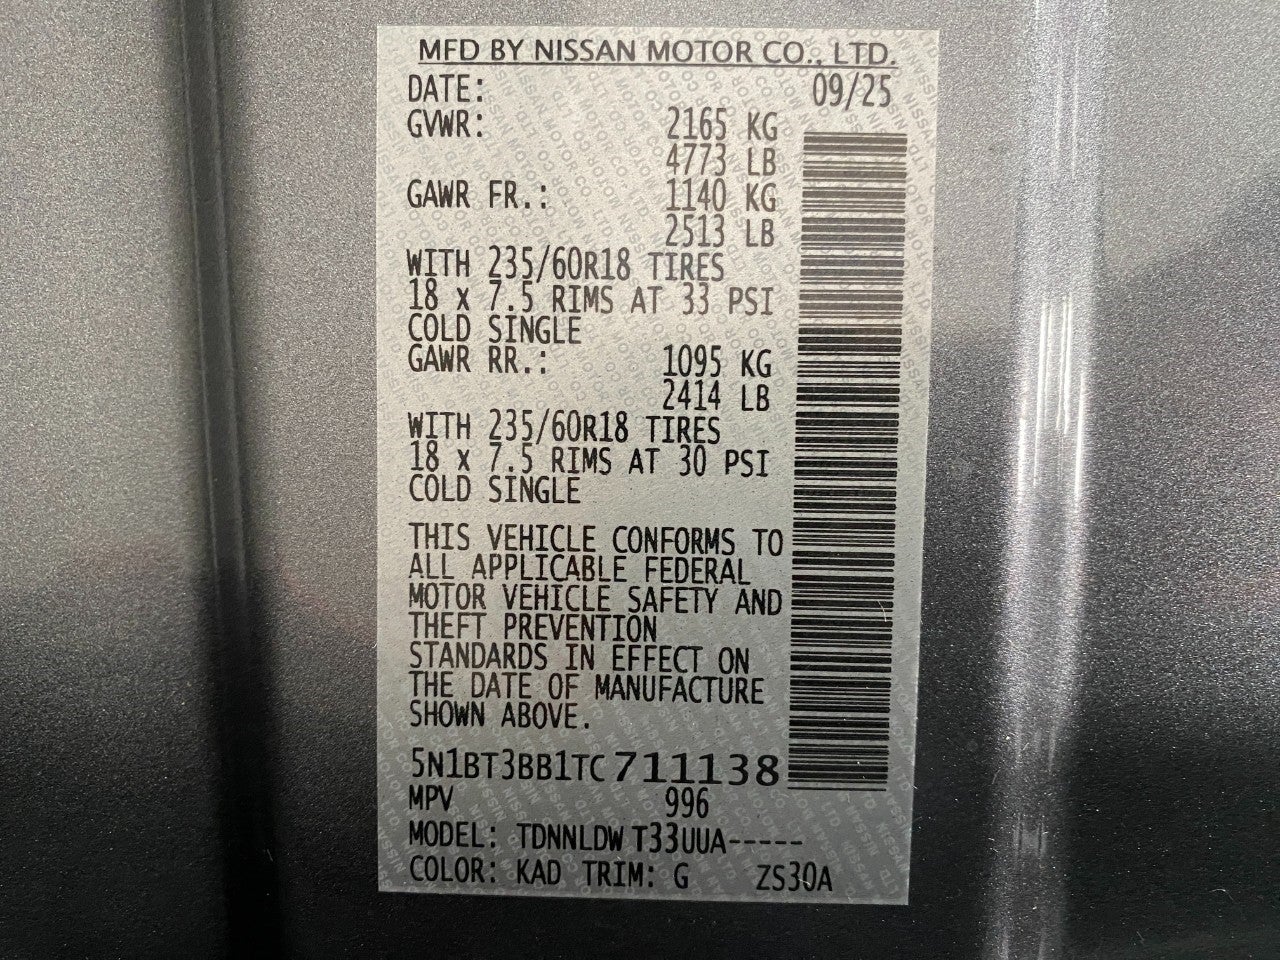 MFD BY NISSAN MOTOR CO., LTD.
DATE: 09/25
GVWR: 2165 KG
4773 LB
GAWR FR.: 1140 KG
2513 LB
WITH 235/60R18 TIRES
18 x 7.5 RIMS AT 33 PSI
COLD SINGLE
GAWR RR.: 1095 KG
2414 LB
WITH 235/60R18 TIRES
18 x 7.5 RIMS AT 30 PSI
COLD SINGLE
THIS VEHICLE CONFORMS TO
ALL APPLICABLE FEDERAL
MOTOR VEHICLE SAFETY AND
THEFT PREVENTION
STANDARDS IN EFFECT ON
THE DATE OF MANUFACTURE
SHOWN ABOVE.
5N1BT3BB1TC711138
MPV 996
MODEL: TDNNLDW T33UUA-----
COLOR: KAD TRIM: G ZS30A